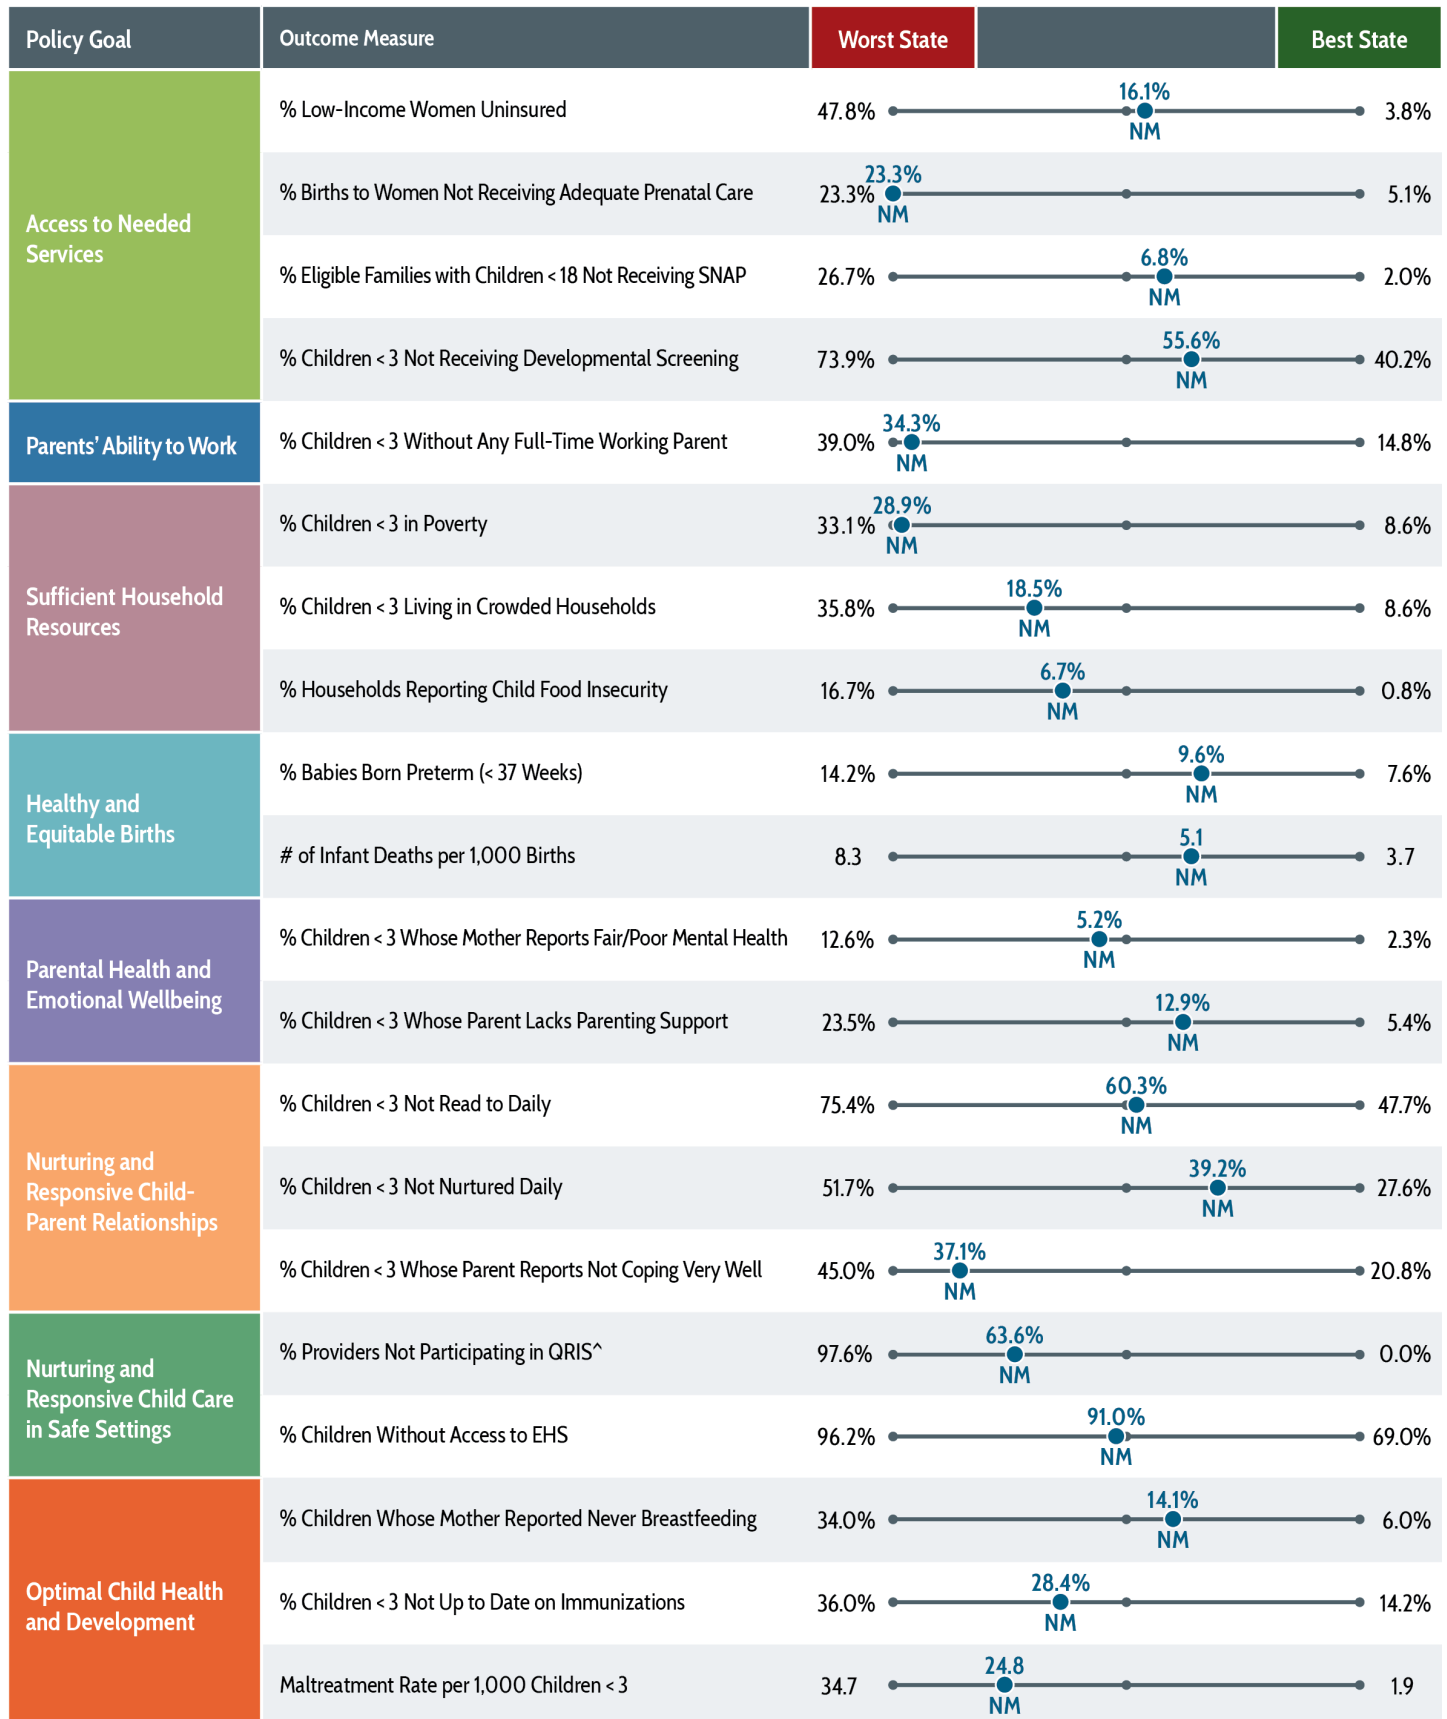 Policy Goal
Outcome Measure
Worst State
Best State
Access to Needed
Services
% Low-Income Women Uninsured
47.8%
16.1%
NM
3.8%
% Births to Women Not Receiving Adequate Prenatal Care
23.3%
23.3%
NM
5.1%
% Eligible Families with Children < 18 Not Receiving SNAP
26.7%
6.8%
NM
2.0%
% Children < 3 Not Receiving Developmental Screening
73.9%
55.6%
NM
40.2%
Parents' Ability to Work
% Children < 3 Without Any Full-Time Working Parent
39.0%
34.3%
NM
14.8%
Sufficient Household
Resources
% Children < 3 in Poverty
33.1%
28.9%
NM
8.6%
% Children < 3 Living in Crowded Households
35.8%
18.5%
NM
8.6%
% Households Reporting Child Food Insecurity
16.7%
6.7%
NM
0.8%
Healthy and
Equitable Births
% Babies Born Preterm (< 37 Weeks)
14.2%
9.6%
NM
7.6%
# of Infant Deaths per 1,000 Births
8.3
5.1
NM
3.7
Parental Health and
Emotional Wellbeing
% Children < 3 Whose Mother Reports Fair/Poor Mental Health
12.6%
5.2%
NM
2.3%
% Children < 3 Whose Parent Lacks Parenting Support
23.5%
12.9%
NM
5.4%
Nurturing and
Responsive Child-
Parent Relationships
% Children < 3 Not Read to Daily
75.4%
60.3%
NM
47.7%
% Children < 3 Not Nurtured Daily
51.7%
39.2%
NM
27.6%
% Children < 3 Whose Parent Reports Not Coping Very Well
45.0%
37.1%
NM
20.8%
Nurturing and
Responsive Child Care
in Safe Settings
% Providers Not Participating in QRIS^
97.6%
63.6%
NM
0.0%
% Children Without Access to EHS
96.2%
91.0%
NM
69.0%
Optimal Child Health
and Development
% Children Whose Mother Reported Never Breastfeeding
34.0%
14.1%
NM
6.0%
% Children < 3 Not Up to Date on Immunizations
36.0%
28.4%
NM
14.2%
Maltreatment Rate per 1,000 Children < 3
34.7
24.8
NM
1.9